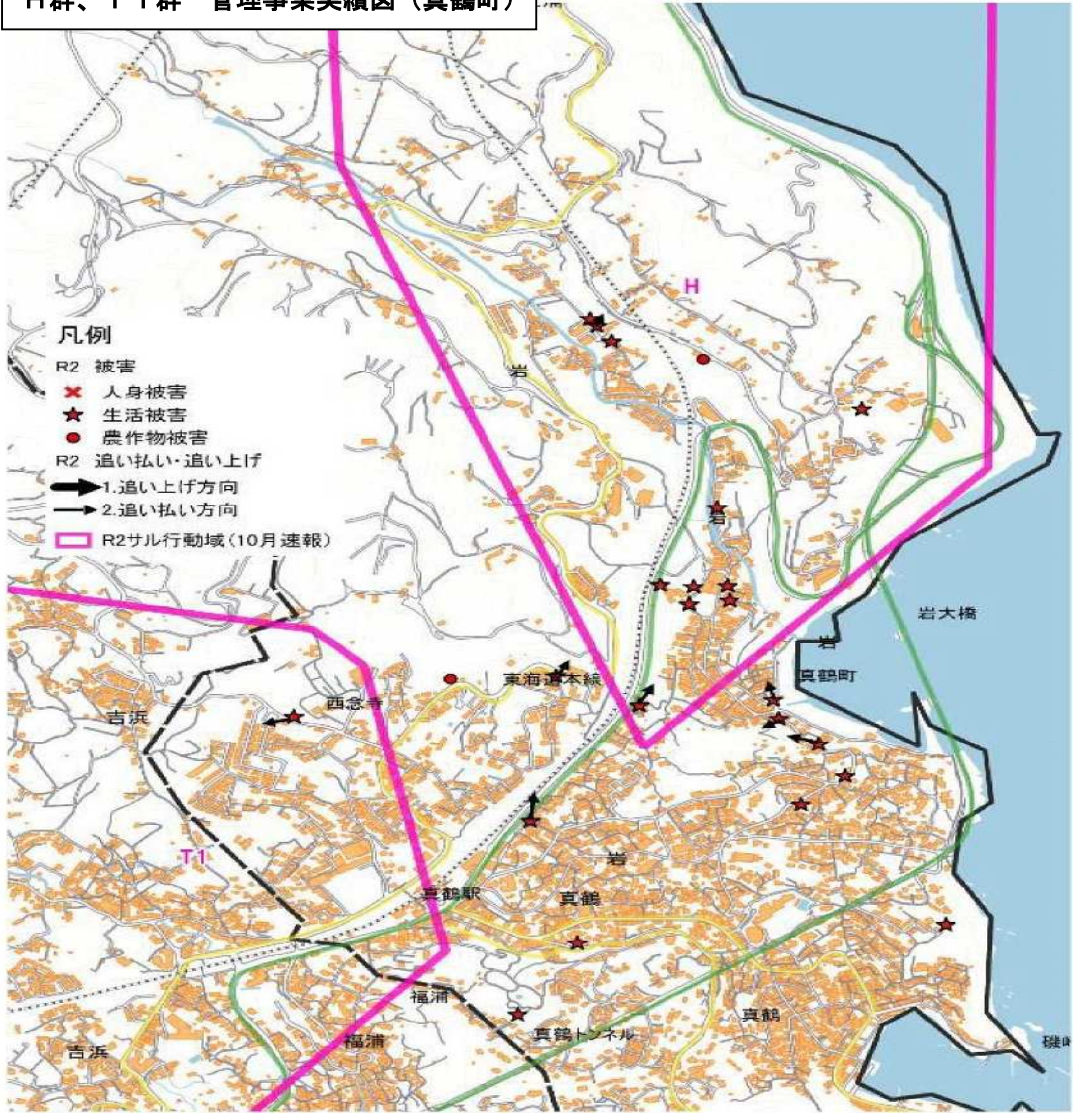 H群、T1群 管理事業実績図（真鶴町）
H
凡例
R2 被害
人身被害
生活被害
農作物被害
R2 追い払い・追い上げ
1.追い上げ方向
2.追い払い方向
R2サル行動域(10月速報)
岩
岩
岩大橋
岩
真鶴町
東海道本線
西念寺
吉浜
T1
岩
真鶴駅
真鶴
福浦
真鶴
真鶴トンネル
福浦
吉浜
磯崎